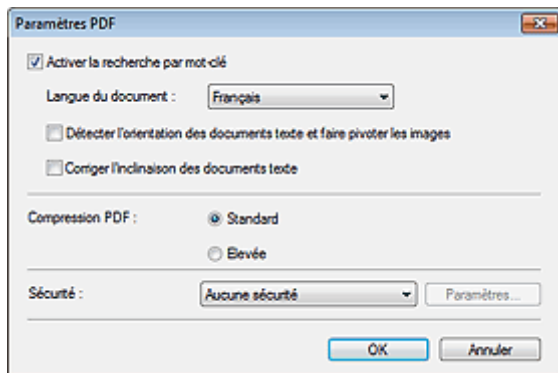 Paramètres PDF
Activer la recherche par mot-clé
Langue du document : Français
Détecter l'orientation des documents texte et faire pivoter les images
Corriger l'inclinaison des documents texte
Compression PDF : Standard
Elevée
Sécurité : Aucune sécurité Paramètres...
OK Annuler